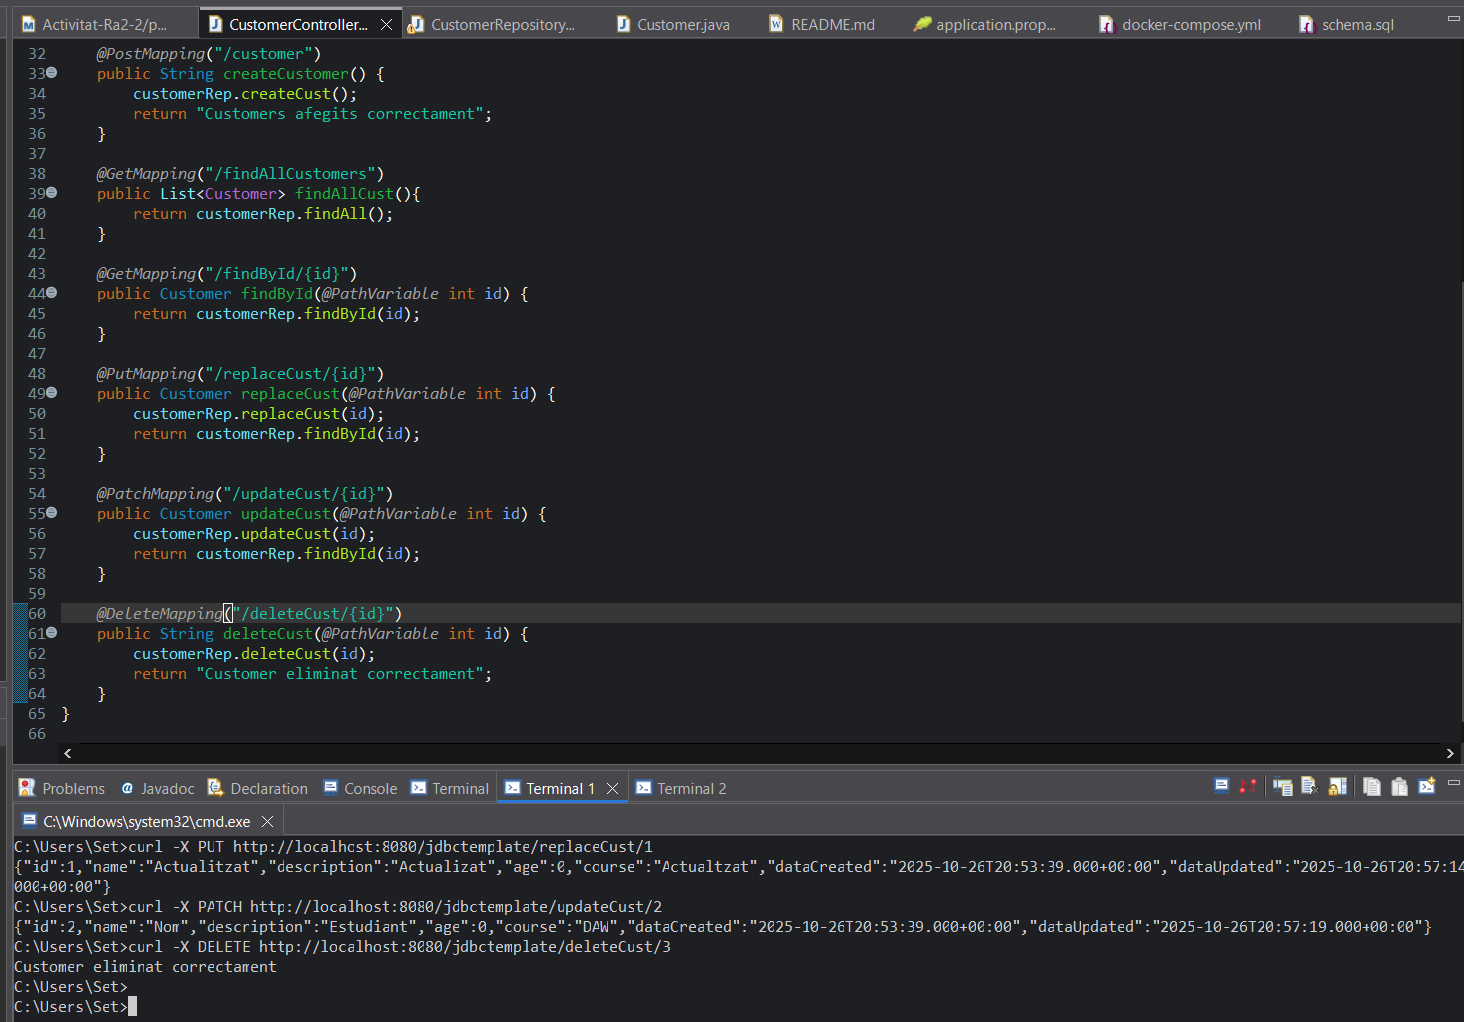 Activitat-Ra2-2/p... CustomerController... CustomerRepository... Customer.java README.md application.prop... docker-compose.yml schema.sql
32 @PostMapping("/customer")
33 public String createCustomer() {
34 customerRep.createCust();
35 return "Customers afegits correctament";
36 }
37
38 @GetMapping("/findAllCustomers")
39 public List<Customer> findAllCust(){
40 return customerRep.findAll();
41 }
42
43 @GetMapping("/findById/{id}")
44 public Customer findById(@PathVariable int id) {
45 return customerRep.findById(id);
46 }
47
48 @PutMapping("/replaceCust/{id}")
49 public Customer replaceCust(@PathVariable int id) {
50 customerRep.replaceCust(id);
51 return customerRep.findById(id);
52 }
53
54 @PatchMapping("/updateCust/{id}")
55 public Customer updateCust(@PathVariable int id) {
56 customerRep.updateCust(id);
57 return customerRep.findById(id);
58 }
59
60 @DeleteMapping("/deleteCust/{id}")
61 public String deleteCust(@PathVariable int id) {
62 customerRep.deleteCust(id);
63 return "Customer eliminat correctament";
64 }
65 }
66
Problems Javadoc Declaration Console Terminal Terminal 1 Terminal 2
C:\Windows\system32\cmd.exe
C:\Users\Set>curl -X PUT http://localhost:8080/jdbctemplate/replaceCust/1
{"id":1,"name":"Actualitzat","description":"Actualizat","age":0,"course":"Actualtzat","dataCreated":"2025-10-26T20:53:39.000+00:00","dataUpdated":"2025-10-26T20:57:14
000+00:00"}
C:\Users\Set>curl -X PATCH http://localhost:8080/jdbctemplate/updateCust/2
{"id":2,"name":"Nom","description":"Estudiant","age":0,"course":"DAW","dataCreated":"2025-10-26T20:53:39.000+00:00","dataUpdated":"2025-10-26T20:57:19.000+00:00"}
C:\Users\Set>curl -X DELETE http://localhost:8080/jdbctemplate/deleteCust/3
Customer eliminat correctament
C:\Users\Set>
C:\Users\Set>